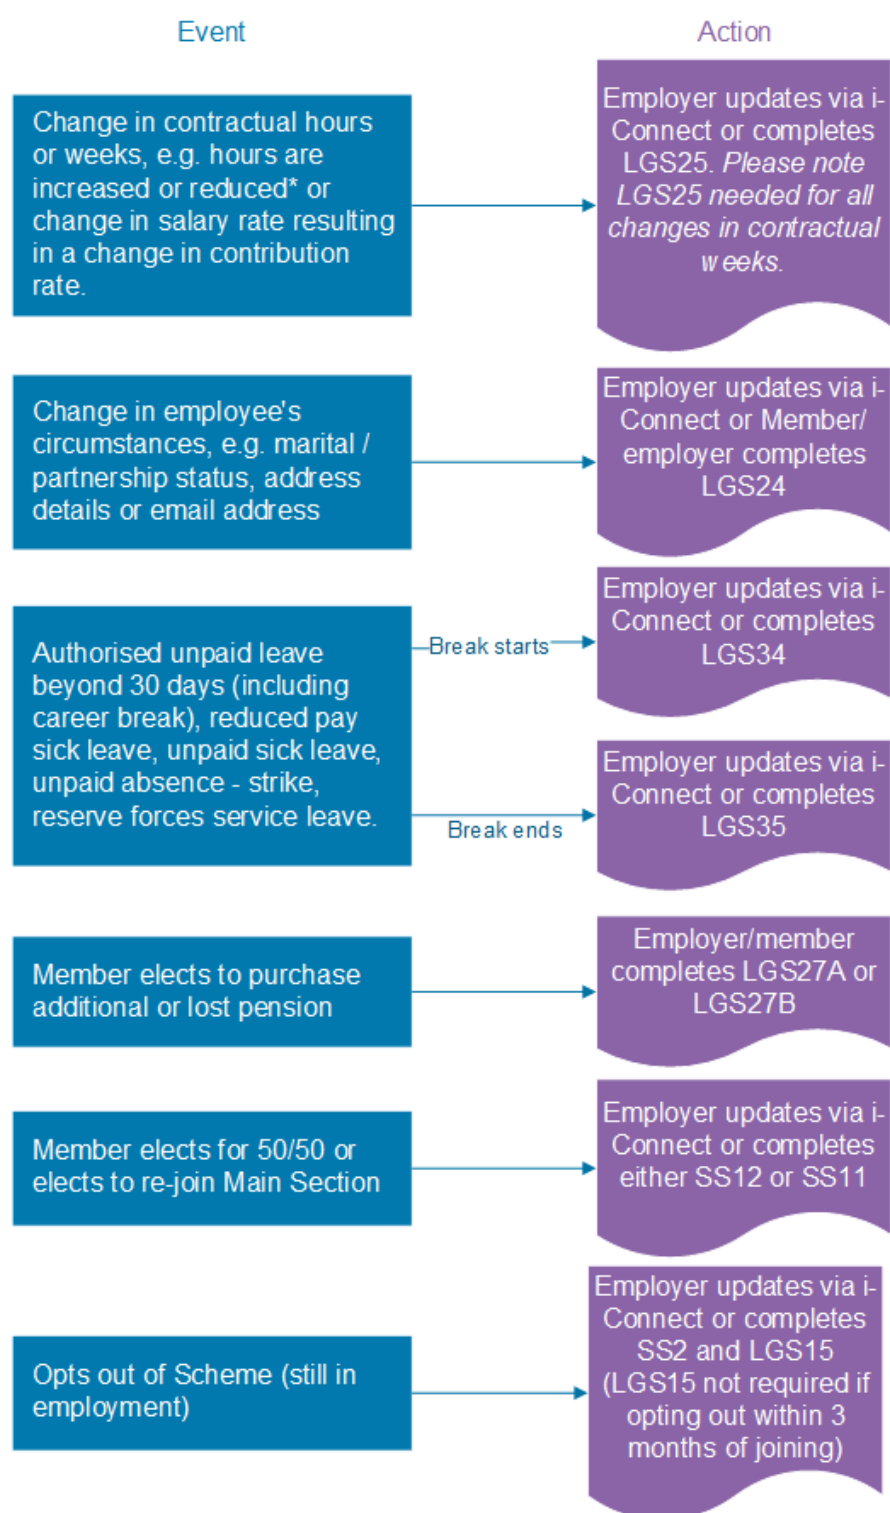 Event
Action
Change in contractual hours
or weeks, e.g. hours are
increased or reduced* or
change in salary rate resulting
in a change in contribution
rate.
Employer updates via i-
Connect or completes
LGS25. Please note
LGS25 needed for all
changes in contractual
weeks.
Change in employee's
circumstances, e.g. marital /
partnership status, address
details or email address
Employer updates via i-
Connect or Member/
employer completes
LGS24
Authorised unpaid leave
beyond 30 days (including
career break), reduced pay
sick leave, unpaid sick leave,
unpaid absence - strike,
reserve forces service leave.
Break starts
Employer updates via i-
Connect or completes
LGS34
Break ends
Employer updates via i-
Connect or completes
LGS35
Member elects to purchase
additional or lost pension
Employer/member
completes LGS27A or
LGS27B
Member elects for 50/50 or
elects to re-join Main Section
Employer updates via i-
Connect or completes
either SS12 or SS11
Opts out of Scheme (still in
employment)
Employer updates via i-
Connect or completes
SS2 and LGS15
(LGS15 not required if
opting out within 3
months of joining)